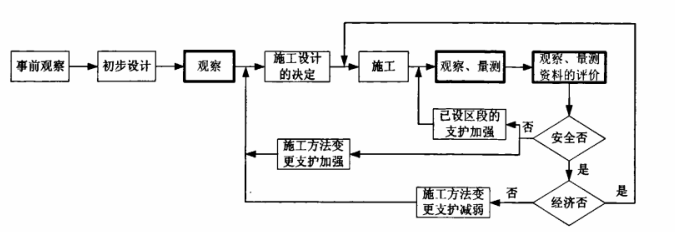 事前观察
初步设计
观察
施工设计
的决定
施工
观察、量测
观察、量测
资料的评价
已设区段的
支护加强
否
安全否
施工方法变
更支护加强
是
施工方法变
更支护减弱
否
经济否
是